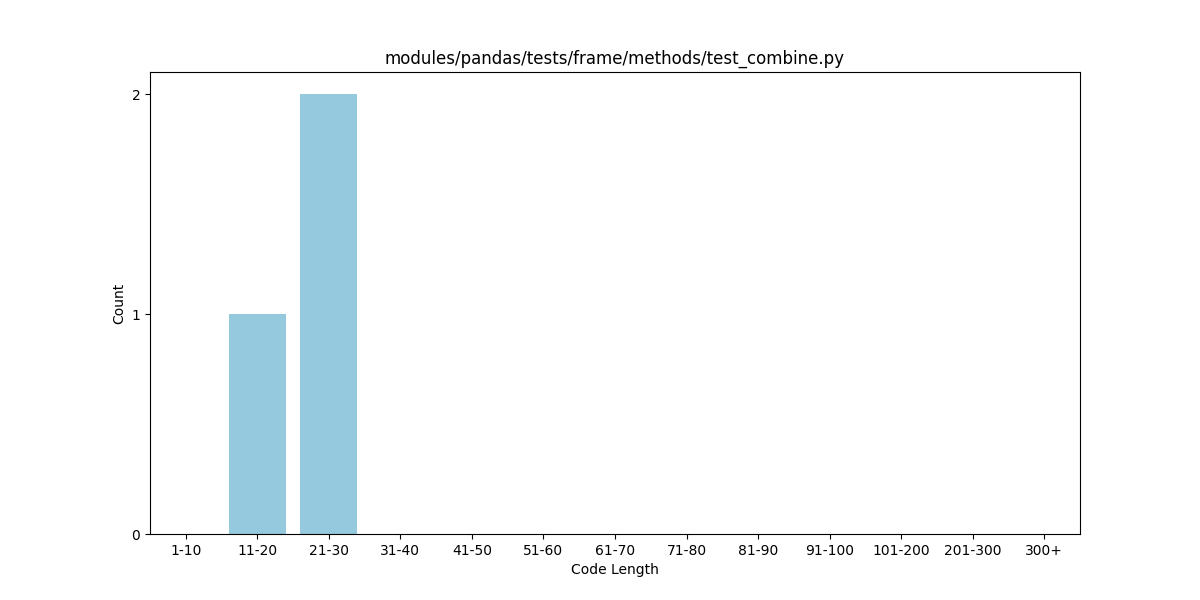 modules/pandas/tests/frame/methods/test_combine.py
2
1
0
Count
1-10 11-20 21-30 31-40 41-50 51-60 61-70 71-80 81-90 91-100 101-200 201-300 300+
Code Length